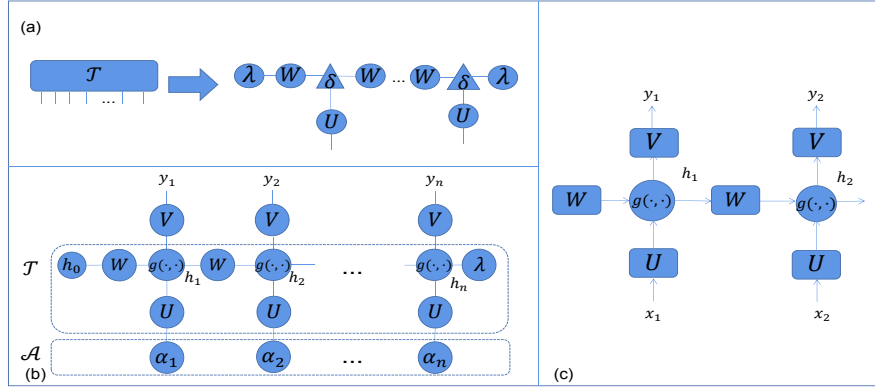 (a)
𝒯
...
λ W δ W ... W δ λ
U U
y₁ y₂ yₙ
V V V
𝒯
h₀ W g(·,·) W g(·,·) ... g(·,·) λ
h₁ h₂ hₙ
U U U
𝒜
α₁ α₂ ... αₙ
(b)
y₁ y₂
V V
h₁ h₂
W g(·,·) W g(·,·)
U U
x₁ x₂
(c)